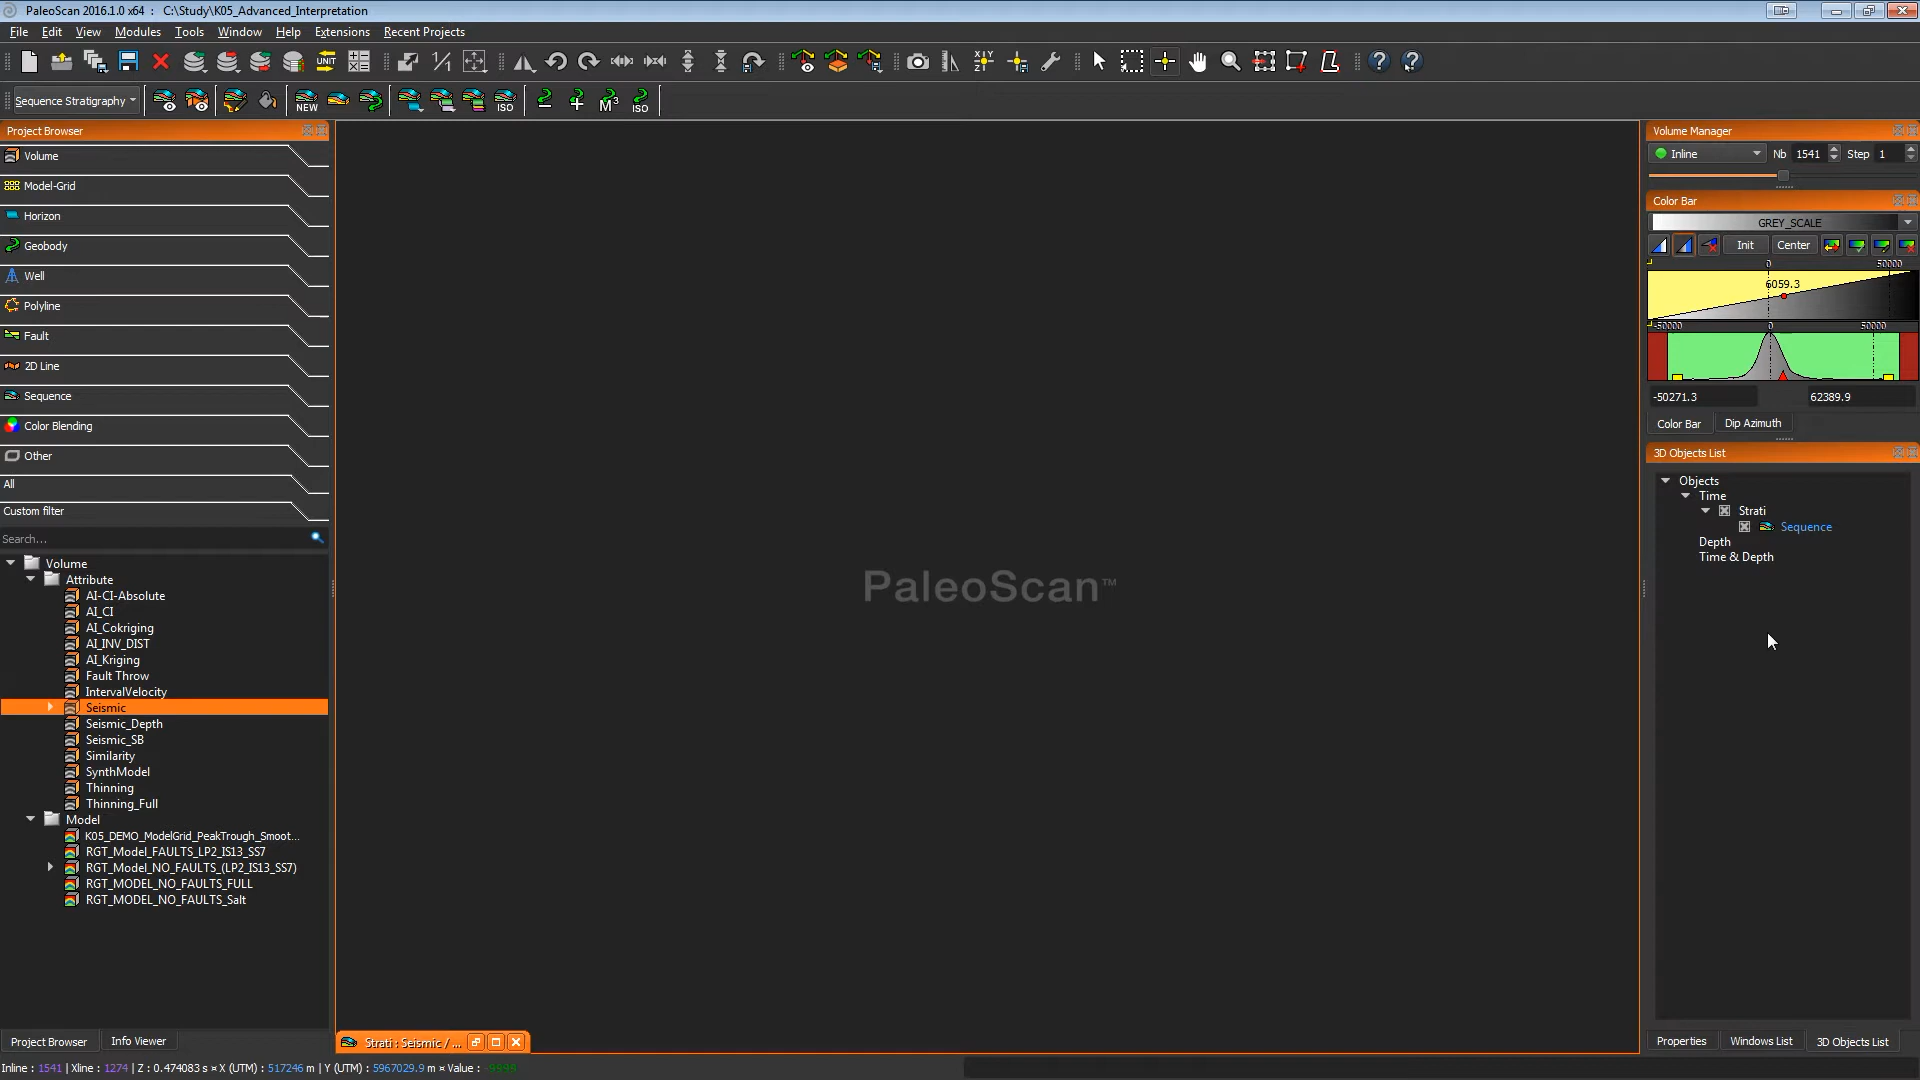 PaleoScan 2016.1.0 x64 : C:\Study\K05_Advanced_Interpretation
File Edit View Modules Tools Window Help Extensions Recent Projects
UNIT
X|Y
Z
Sequence Stratigraphy
NEW
ISO
M³
ISO
Project Browser
Volume
Model-Grid
Horizon
Geobody
Well
Polyline
Fault
2D Line
Sequence
Color Blending
Other
All
Custom filter
Search...
Volume
Attribute
AI-CI-Absolute
AI_CI
AI_Cokriging
AI_INV_DIST
AI_Kriging
Fault Throw
IntervalVelocity
Seismic
Seismic_Depth
Seismic_SB
Similarity
SynthModel
Thinning
Thinning_Full
Model
K05_DEMO_ModelGrid_PeakTrough_Smoot...
RGT_Model_FAULTS_LP2_IS13_SS7
RGT_Model_NO_FAULTS_(LP2_IS13_SS7)
RGT_MODEL_NO_FAULTS_FULL
RGT_MODEL_NO_FAULTS_Salt
Project Browser Info Viewer
PaleoScan™
Strati : Seismic / ...
Volume Manager
Inline Nb 1541 Step 1
Color Bar
GREY_SCALE
Init Center
0 50000
6059.3
-50000 0 50000
-50271.3 62389.9
Color Bar Dip Azimuth
3D Objects List
Objects
Time
Strati
Sequence
Depth
Time & Depth
Properties Windows List 3D Objects List
Inline : 1541 | Xline : 1274 | Z : 0.474083 s ¤ X (UTM) : 517246 m | Y (UTM) : 5967029.9 m ¤ Value : -9999